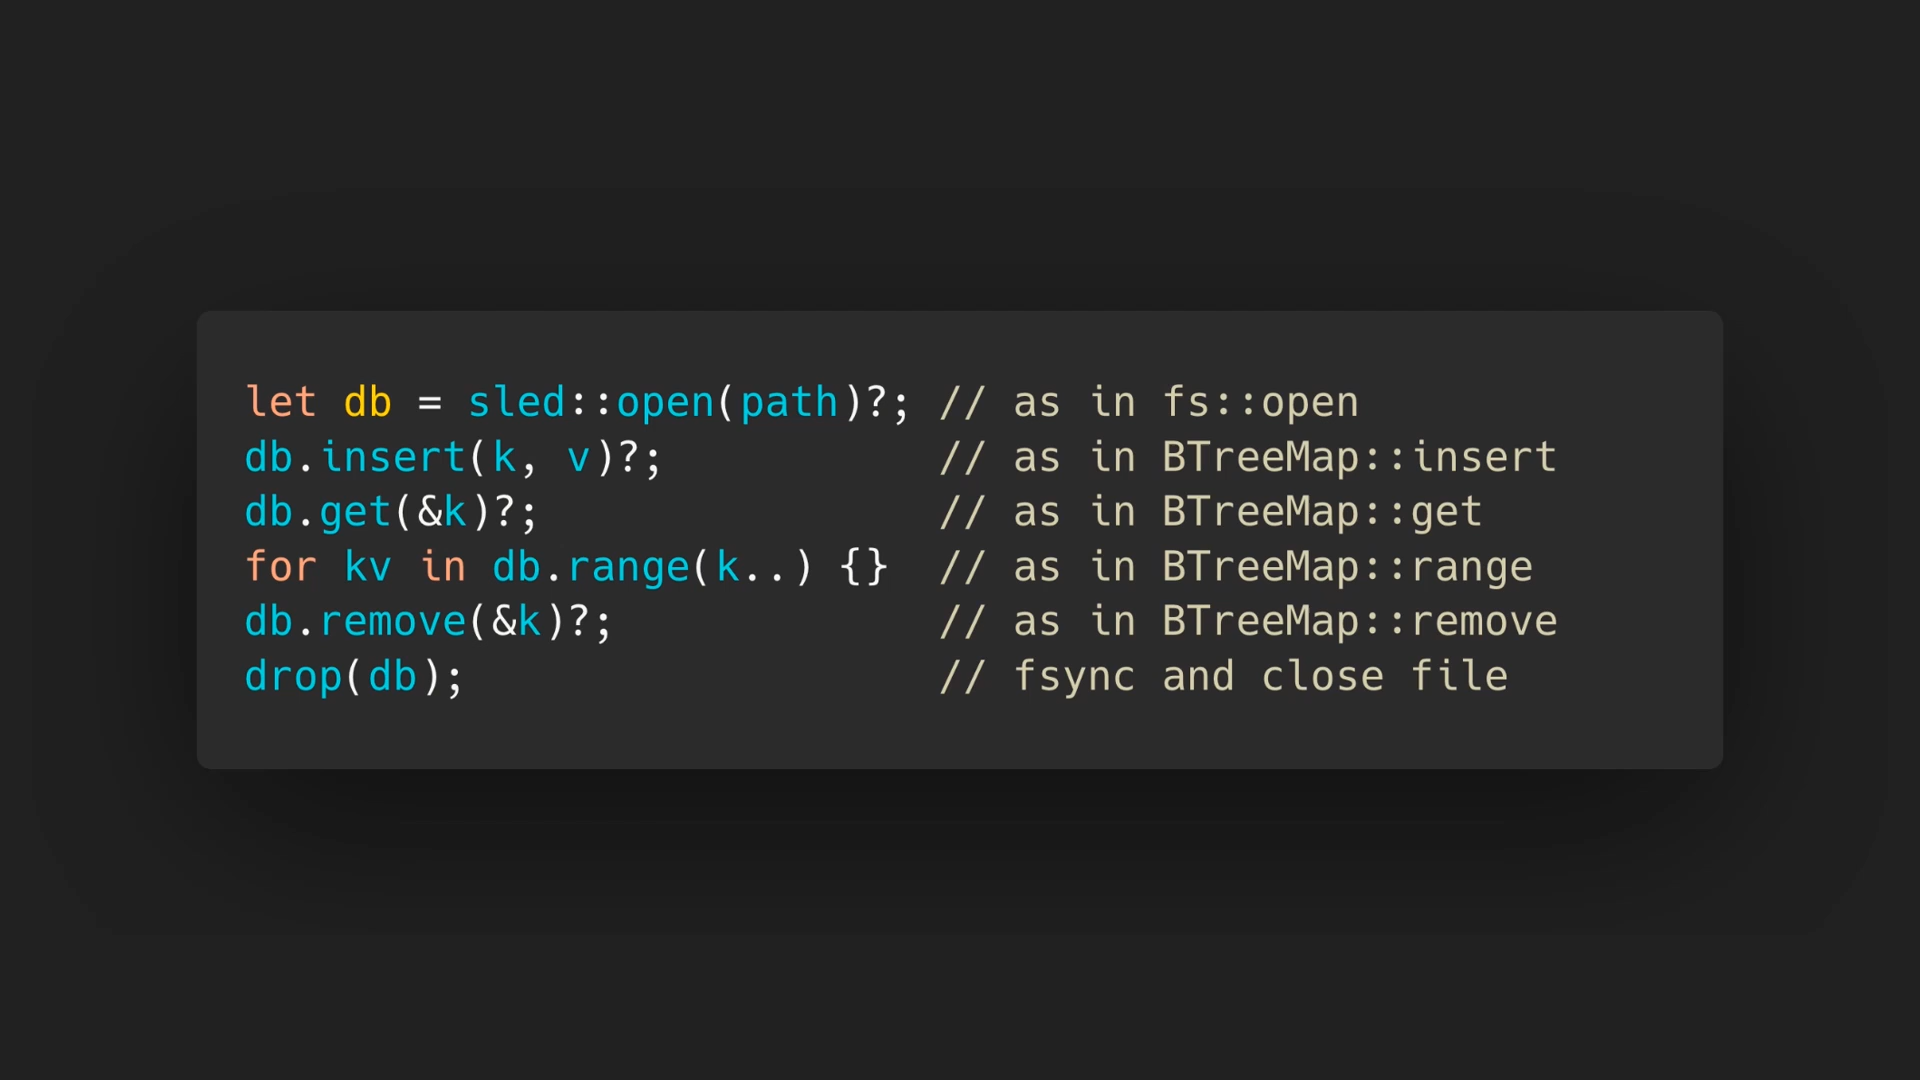 let db = sled::open(path)?; // as in fs::open
db.insert(k, v)?;           // as in BTreeMap::insert
db.get(&k)?;                // as in BTreeMap::get
for kv in db.range(k..) {}  // as in BTreeMap::range
db.remove(&k)?;             // as in BTreeMap::remove
drop(db);                   // fsync and close file